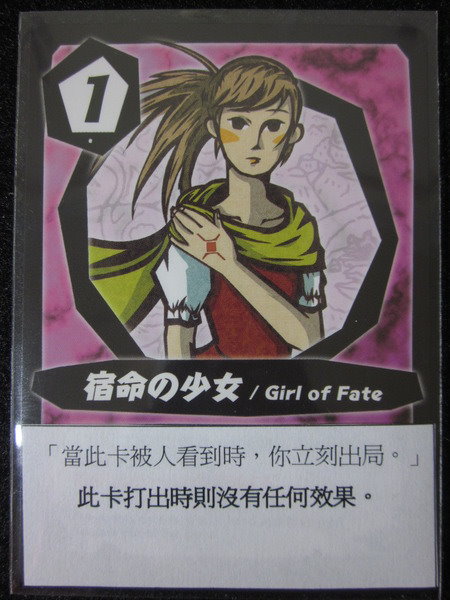 1
宿命の少女 / Girl of Fate
「當此卡被人看到時，你立刻出局。」
此卡打出時則沒有任何效果。